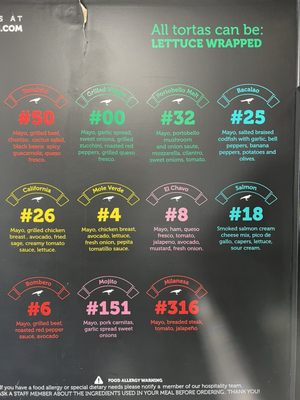 S AT
.COM
All tortas can be:
LETTUCE WRAPPED
#50
Mayo, grilled beef,
chorizo, cactus salad,
black beans spicy
guacamole, queso
fresco.
Grilled Veggie
#00
Mayo, garlic spread,
sweet onions, grilled
zucchini, roasted red
peppers, grilled queso
fresco.
Portobello Melt
#32
Mayo, portobello
mushroom
and onion saute,
mozzarella, cilantro,
sweet onions, tomato.
Bacalao
#25
Mayo, salted braised
codfish with garlic, bell
peppers, banana
peppers, potatoes and
olives.
California
#26
Mayo, grilled chicken
breast , avocado, fried
sage, creamy tomato
sauce, lettuce.
Mole Verde
#4
Mayo, chicken breast,
avocado, lettuce,
fresh onion, pepita
tomatillo sauce.
El Chavo
#8
Mayo, ham, queso
fresco, tomato,
jalapeno, avocado,
mustard, fresh onion.
Salmon
#18
Smoked salmon cream
cheese mix, pico de
gallo, capers, lettuce,
sour cream.
Bombero
#6
Mayo, grilled beef,
roasted red pepper
sauce, avocado
Mojito
#151
Mayo, pork carnitas,
garlic spread sweet
onions
Milanesa
#316
Mayo, breaded steak,
tomato, jalapeño
FOOD ALLERGY WARNING
If you have a food allergy or special dietary needs please notify a member of our hospitality team.
ASK A STAFF MEMBER ABOUT THE INGREDIENTS USED IN YOUR MEAL BEFORE ORDERING. THANK